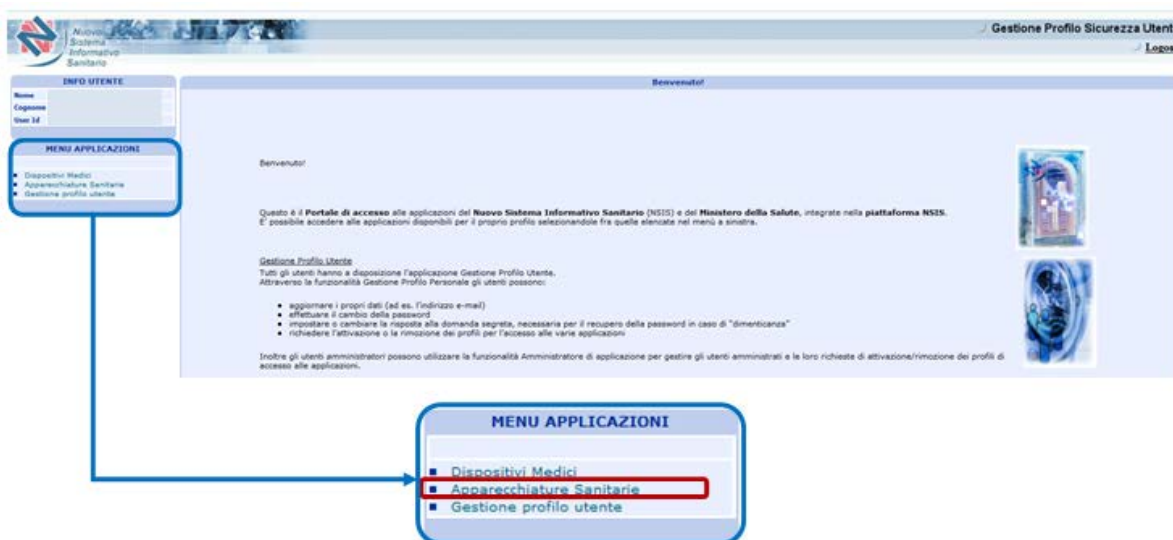 Nuovo
Sistema
Informativo
Sanitario
Gestione Profilo Sicurezza Utent
Logou
INFO UTENTE
Nome
Cognome
User Id
MENU APPLICAZIONI
Dispositivi Medici
Apparecchiature Sanitarie
Gestione profilo utente
Benvenuto!
Benvenuto!
Questo è il Portale di accesso alle applicazioni del Nuovo Sistema Informativo Sanitario (NSIS) e del Ministero della Salute, integrate nella piattaforma NSIS.
E' possibile accedere alle applicazioni disponibili per il proprio profilo selezionandole fra quelle elencate nel menù a sinistra.
Gestione Profilo Utente
Tutti gli utenti hanno a disposizione l'applicazione Gestione Profilo Utente.
Attraverso la funzionalità Gestione Profilo Personale gli utenti possono:
aggiornare i propri dati (ad es. l'indirizzo e-mail)
effettuare il cambio della password
impostare o cambiare la risposta alla domanda segreta, necessaria per il recupero della password in caso di "dimenticanza"
richiedere l'attivazione o la rimozione dei profili per l'accesso alle varie applicazioni
Inoltre gli utenti amministratori possono utilizzare la funzionalità Amministratore di applicazione per gestire gli utenti amministrati e le loro richieste di attivazione/rimozione dei profili di
accesso alle applicazioni.
MENU APPLICAZIONI
Dispositivi Medici
Apparecchiature Sanitarie
Gestione profilo utente